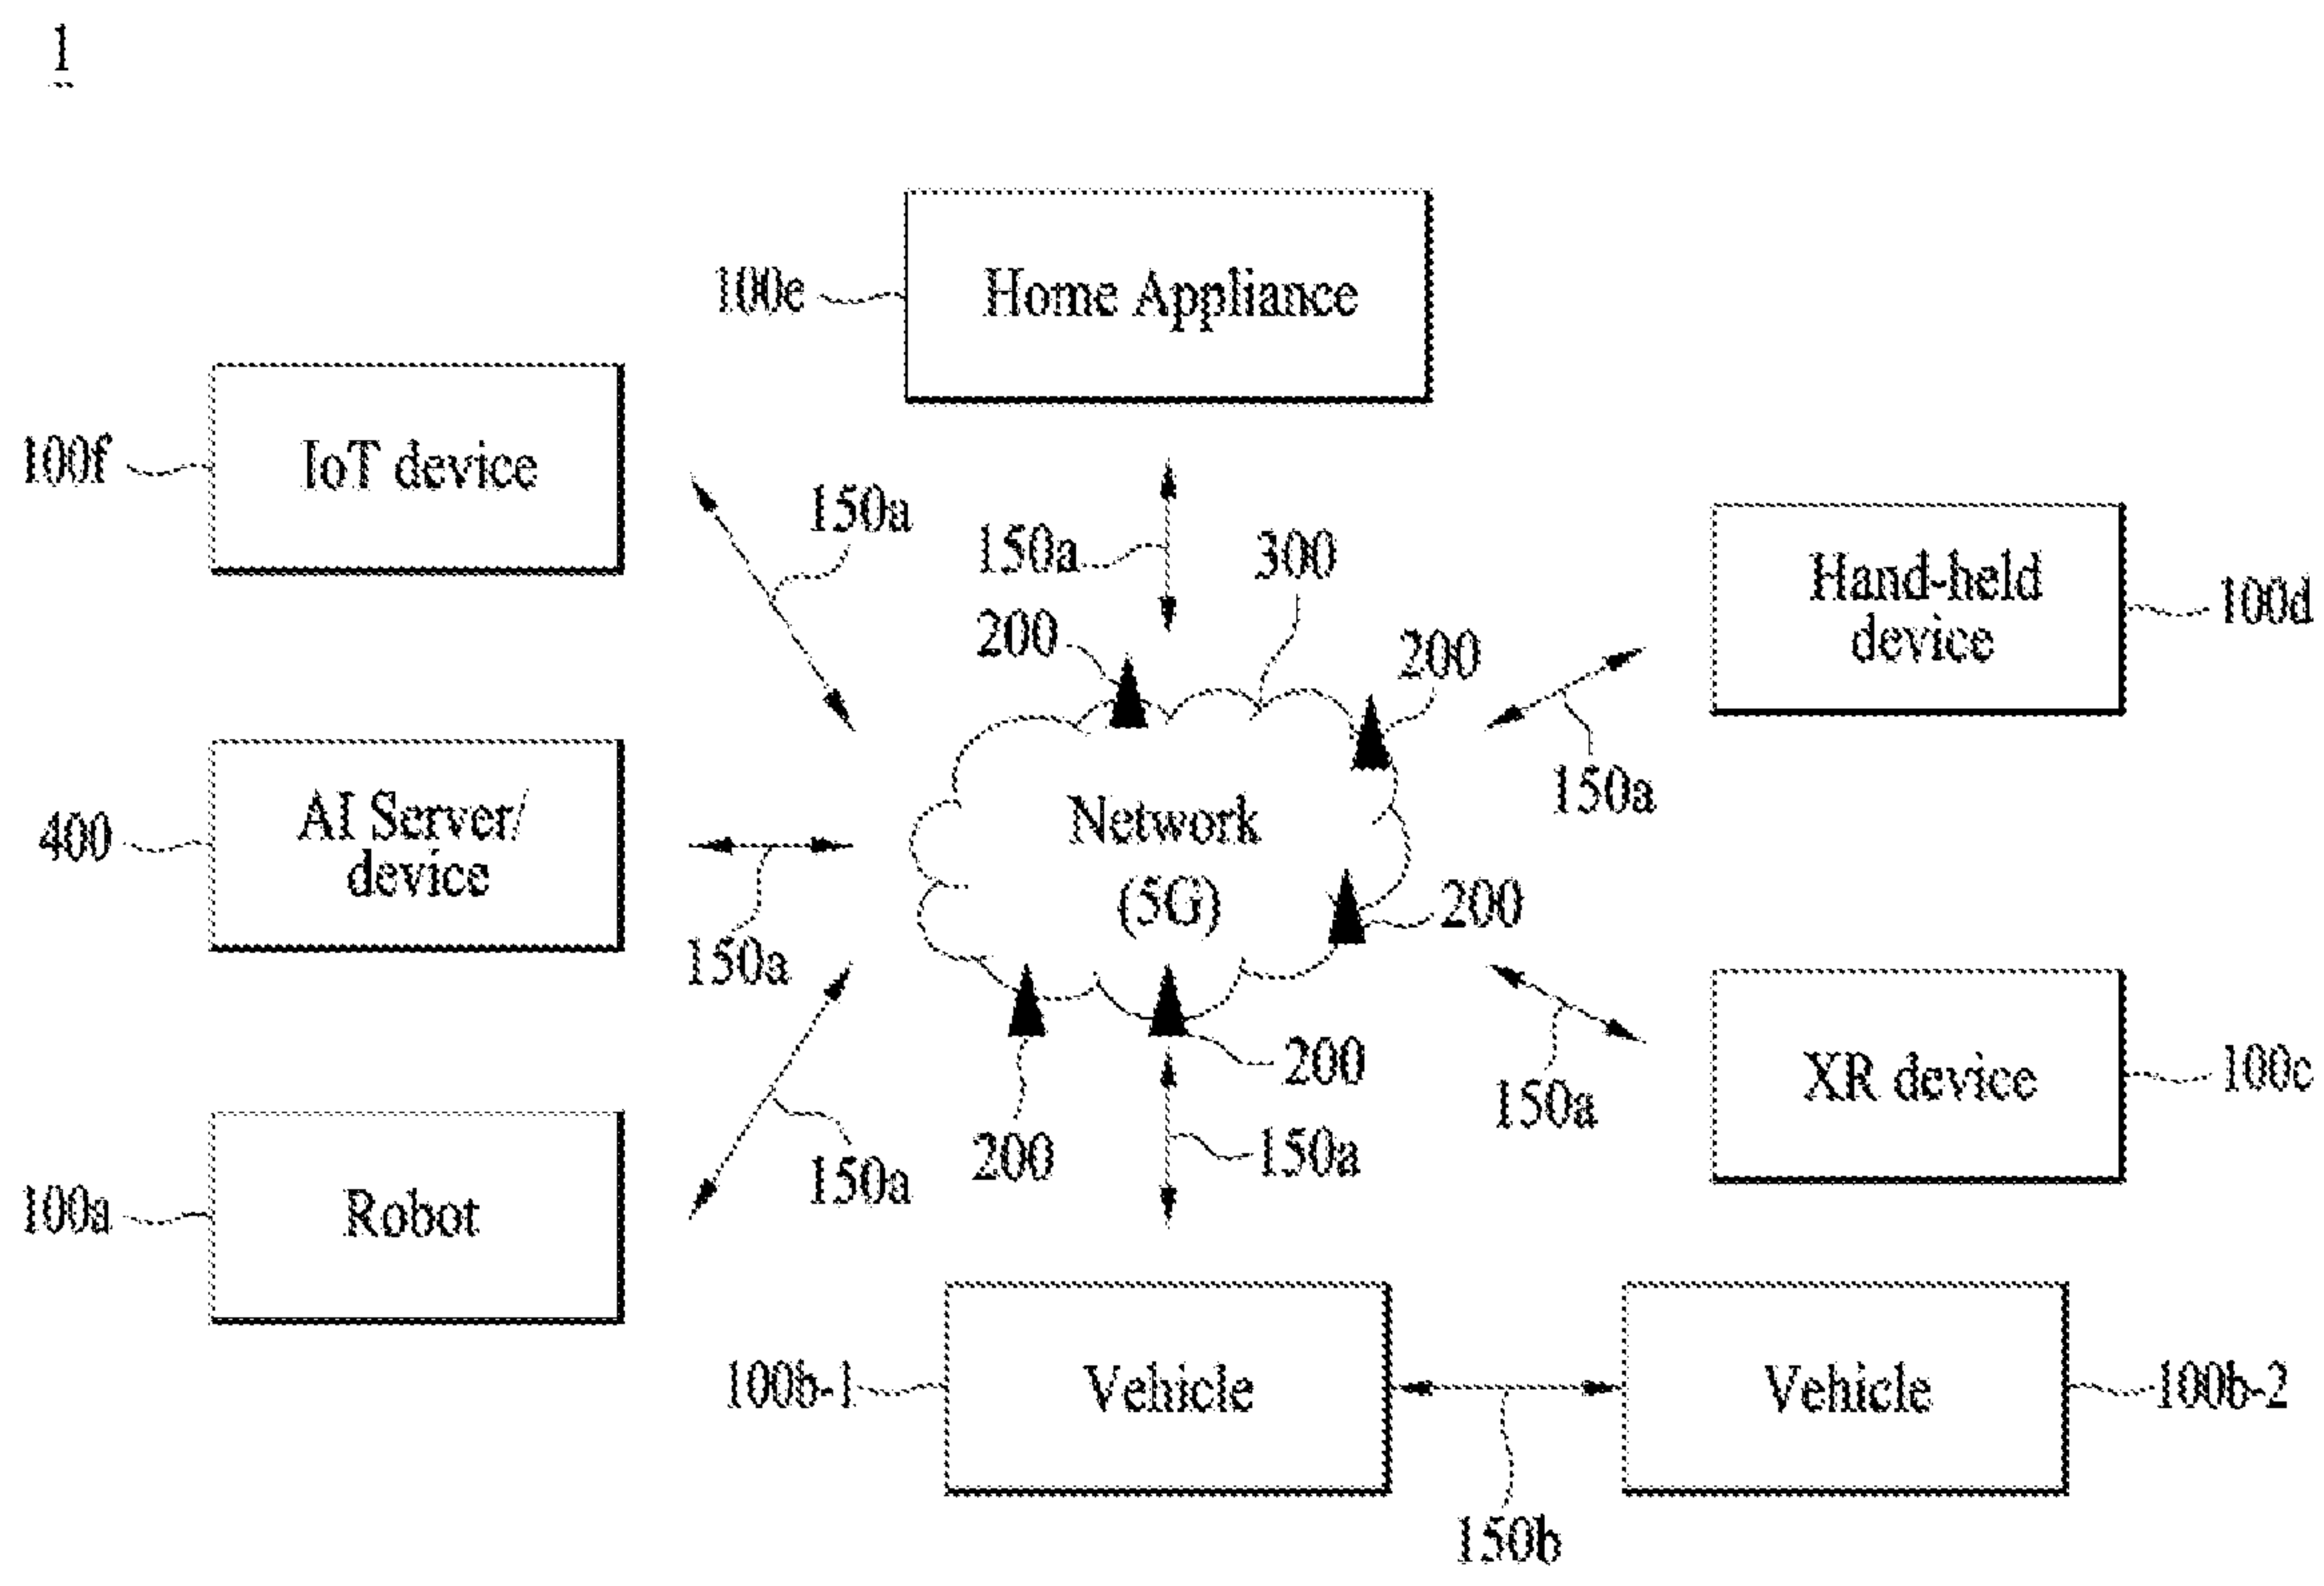 1
100e
Home Appliance
100f
IoT device
150a
150a
300
Hand-held
device
100d
200
200
150a
400
AI Server/
device
150a
Network
(5G)
200
200
200
150a
150a
XR device
100c
100a
Robot
150a
100b-1
Vehicle
Vehicle
100b-2
150b